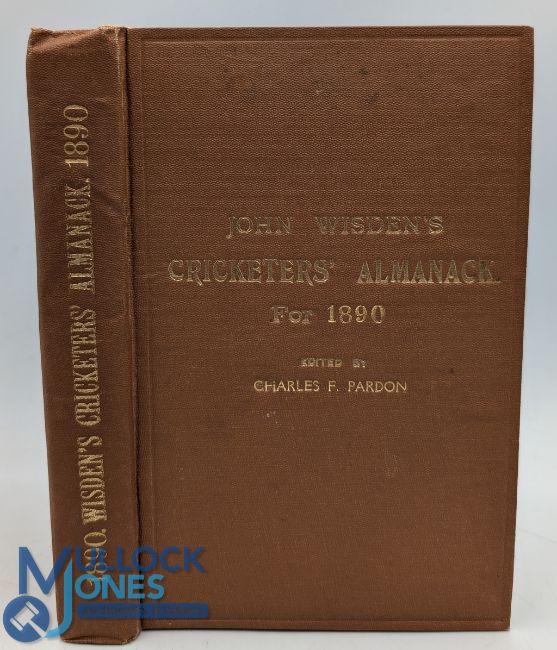 1890. WISDEN'S CRICKETERS' ALMANACK. 1890
JOHN WISDEN'S
CRICKETERS' ALMANACK.
For 1890
EDITED BY
CHARLES F. PARDON
MULLOCK
JONES